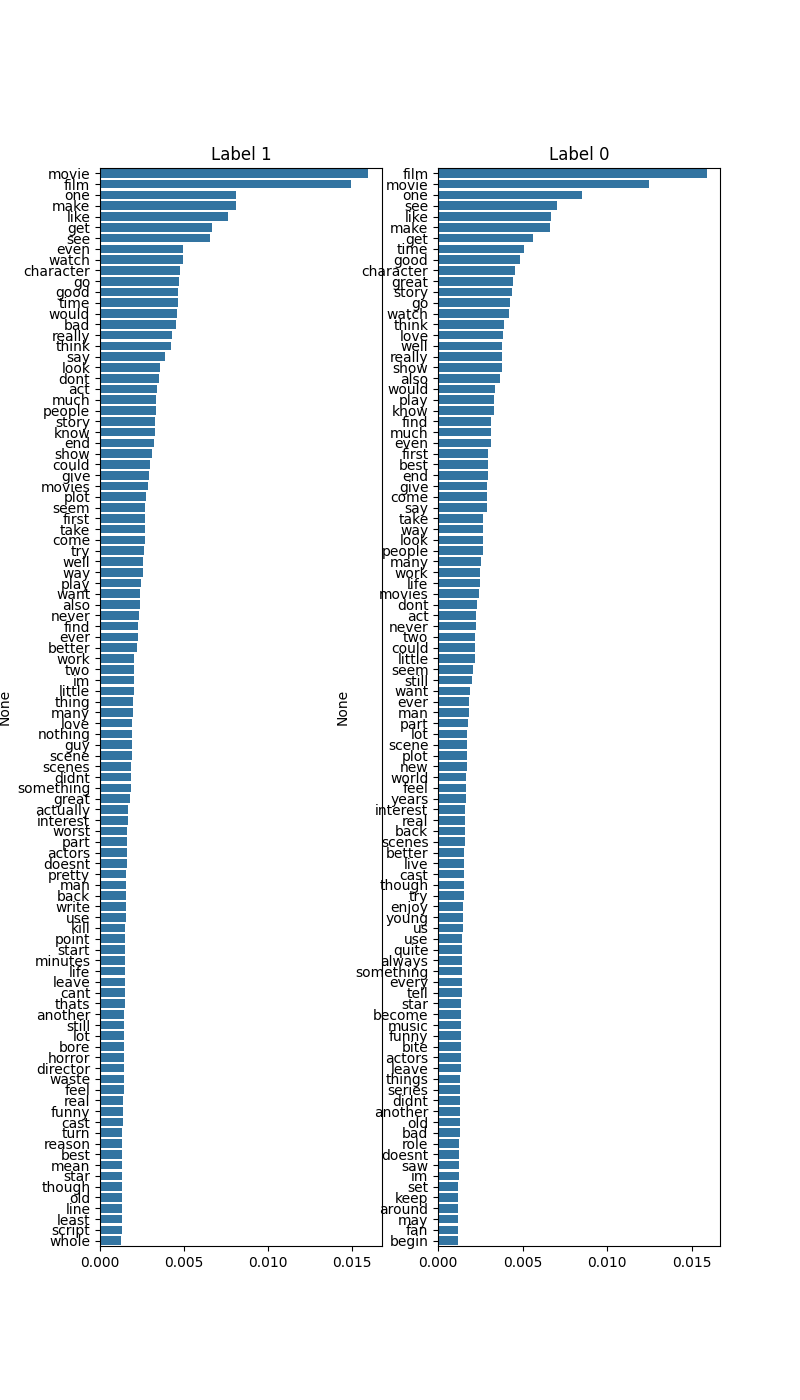 Label 1
movie
film
one
make
like
get
see
even
watch
character
go
good
time
would
bad
really
think
say
look
dont
act
much
people
story
know
end
show
could
give
movies
plot
seem
first
take
come
try
well
way
play
want
also
never
find
ever
better
work
two
im
little
thing
many
love
nothing
guy
scene
scenes
didnt
something
great
actually
interest
worst
part
actors
doesnt
pretty
man
back
write
use
kill
point
start
minutes
life
leave
cant
thats
another
still
lot
bore
horror
director
waste
feel
real
funny
cast
turn
reason
best
mean
star
though
old
line
least
script
whole
None
0.000 0.005 0.010 0.015
Label 0
film
movie
one
see
like
make
get
time
good
character
great
story
go
watch
think
love
well
really
show
also
would
play
know
find
much
even
first
best
end
give
come
say
take
way
look
people
many
work
life
movies
dont
act
never
two
could
little
seem
still
want
ever
man
part
lot
scene
plot
new
world
feel
years
interest
real
back
scenes
better
live
cast
though
try
enjoy
young
us
use
quite
always
something
every
tell
star
become
music
funny
bite
actors
leave
things
series
didnt
another
old
bad
role
doesnt
saw
im
set
keep
around
may
fan
begin
None
0.000 0.005 0.010 0.015